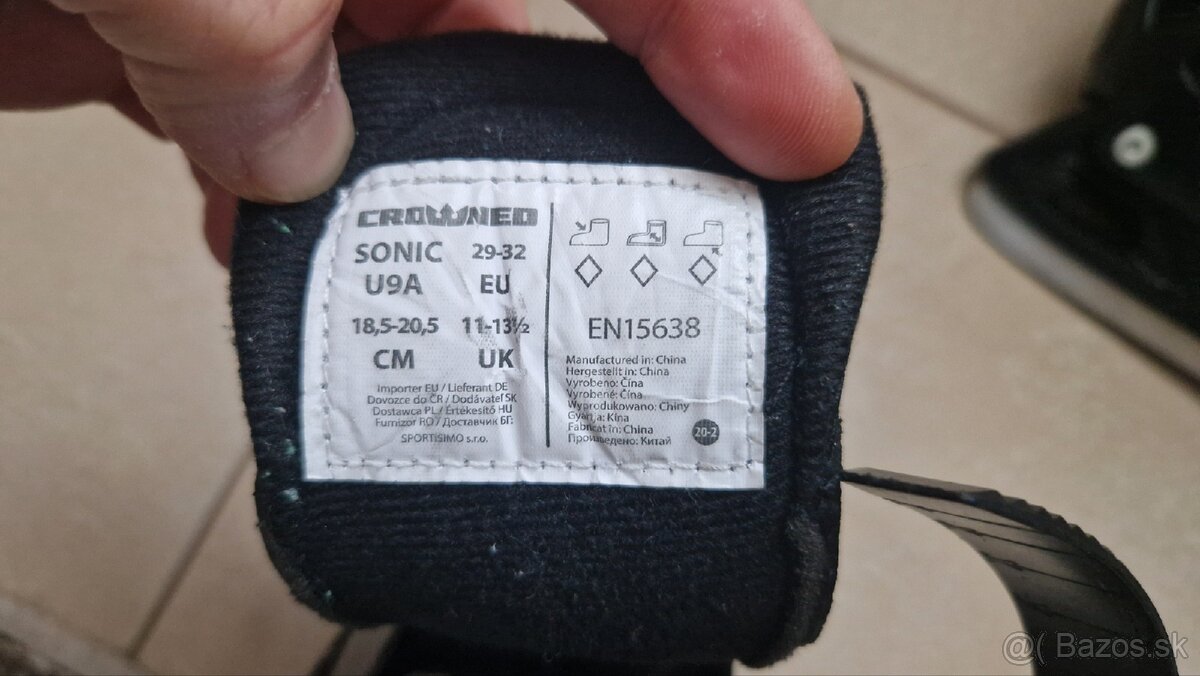 CROWNED
SONIC 29-32
U9A EU
18,5-20,5 11-13½
CM UK
Importer EU / Lieferant DE
Dovozce do ČR / Dodávateľ SK
Dostawca PL / Értékesítő HU
Furnizor RO / Доставчик БГ:
SPORTISIMO s.r.o.
EN15638
Manufactured in: China
Hergestellt in: China
Vyrobeno: Čína
Vyrobené: Čína
Wyprodukowano: Chiny
Gyártja: Kína
Fabricat in: China
Произведено: Китай
20-2
@( Bazos.sk